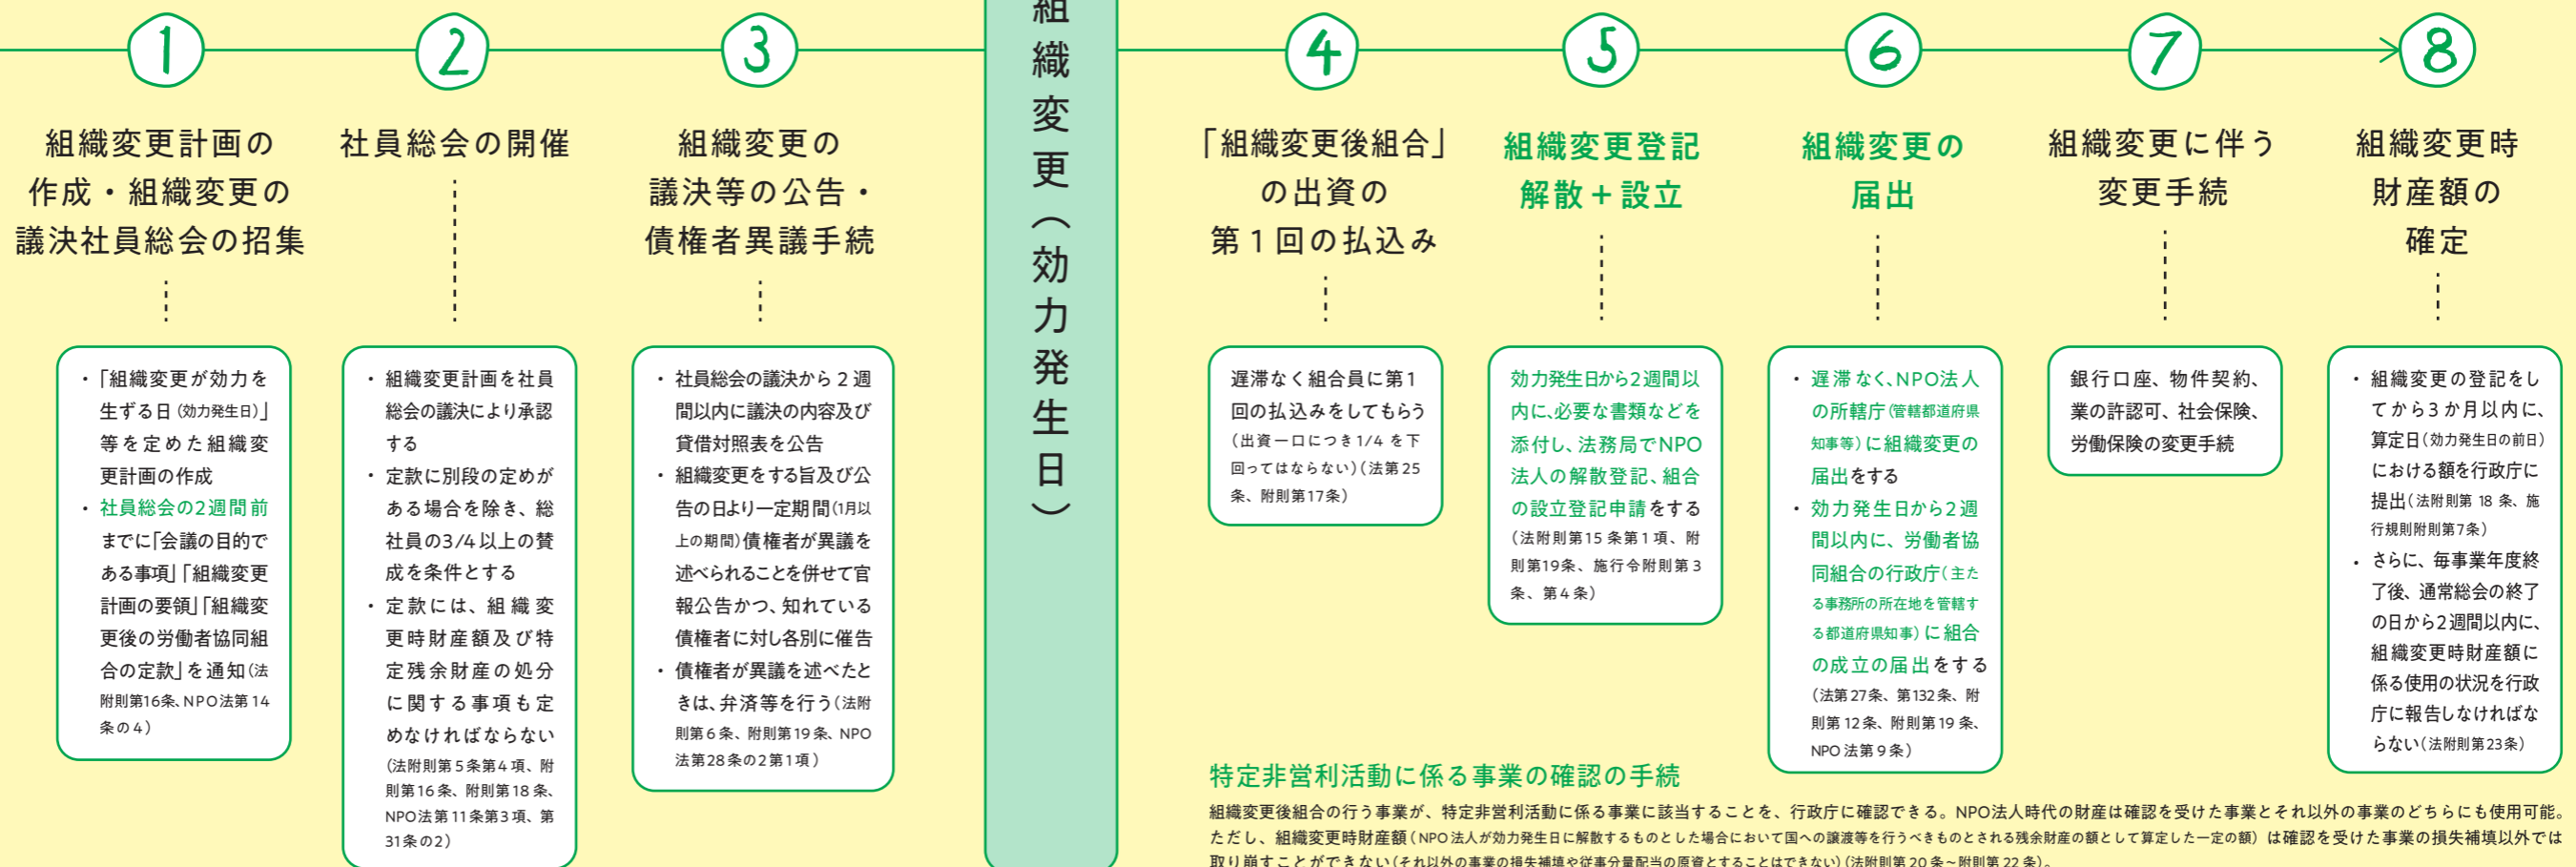 1
組織変更計画の
作成・組織変更の
議決社員総会の招集
・「組織変更が効力を
生ずる日（効力発生日）」
等を定めた組織変
更計画の作成
・社員総会の2週間前
までに「会議の目的で
ある事項」「組織変更
計画の要領」「組織変
更後の労働者協同組
合の定款」を通知（法
附則第16条、NPO法第14
条の4）
2
社員総会の開催
・組織変更計画を社員
総会の議決により承認
する
・定款に別段の定めが
ある場合を除き、総
社員の3/4以上の賛
成を条件とする
・定款には、組織変
更時財産額及び特
定残余財産の処分
に関する事項も定
めなければならない
（法附則第5条第4項、附
則第16条、附則第18条、
NPO法第11条第3項、第
31条の2）
3
組織変更の
議決等の公告・
債権者異議手続
・社員総会の議決から2週
間以内に議決の内容及び
貸借対照表を公告
・組織変更をする旨及び公
告の日より一定期間（1月以
上の期間）債権者が異議を
述べられることを併せて官
報公告かつ、知れている
債権者に対し各別に催告
・債権者が異議を述べたと
きは、弁済等を行う（法附
則第6条、附則第19条、NPO
法第28条の2第1項）
組織変更（効力発生日）
4
「組織変更後組合」
の出資の
第1回の払込み
遅滞なく組合員に第1
回の払込みをしてもらう
（出資一口につき1/4を下
回ってはならない）（法第25
条、附則第17条）
5
組織変更登記
解散＋設立
効力発生日から2週間以
内に、必要な書類などを
添付し、法務局でNPO
法人の解散登記、組合
の設立登記申請をする
（法附則第15条第1項、附
則第19条、施行令附則第3
条、第4条）
6
組織変更の
届出
・遅滞なく、NPO法人
の所轄庁（管轄都道府県
知事等）に組織変更の
届出をする
・効力発生日から2週
間以内に、労働者協
同組合の行政庁（主た
る事務所の所在地を管轄す
る都道府県知事）に組合
の成立の届出をする
（法第27条、第132条、附
則第12条、附則第19条、
NPO法第9条）
7
組織変更に伴う
変更手続
銀行口座、物件契約、
業の許認可、社会保険、
労働保険の変更手続
8
組織変更時
財産額の
確定
・組織変更の登記をし
てから3か月以内に、
算定日（効力発生日の前日）
における額を行政庁に
提出（法附則第18条、施
行規則附則第7条）
・さらに、毎事業年度終
了後、通常総会の終了
の日から2週間以内に、
組織変更時財産額に
係る使用の状況を行政
庁に報告しなければな
らない（法附則第23条）
特定非営利活動に係る事業の確認の手続
組織変更後組合の行う事業が、特定非営利活動に係る事業に該当することを、行政庁に確認できる。NPO法人時代の財産は確認を受けた事業とそれ以外の事業のどちらにも使用可能。
ただし、組織変更時財産額（NPO法人が効力発生日に解散するものとした場合において国への譲渡等を行うべきものとされる残余財産の額として算定した一定の額）は確認を受けた事業の損失補填以外では
取り崩すことができない（それ以外の事業の損失補填や従事分量配当の原資とすることはできない）（法附則第20条～附則第22条）。